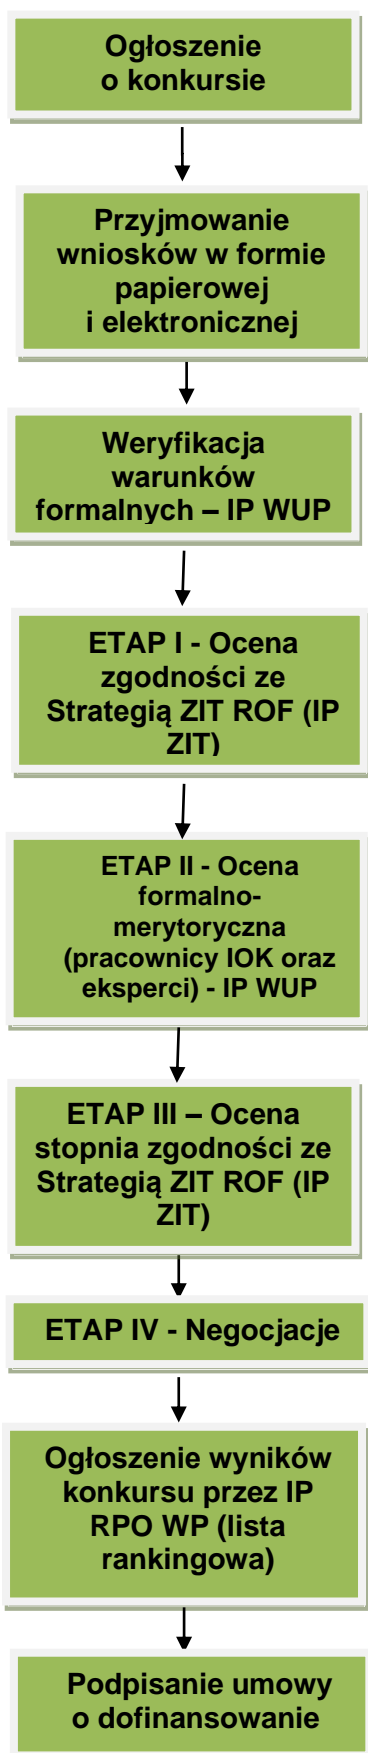 Ogłoszenie
o konkursie
Przyjmowanie
wniosków w formie
papierowej
i elektronicznej
Weryfikacja
warunków
formalnych – IP WUP
ETAP I - Ocena
zgodności ze
Strategią ZIT ROF (IP
ZIT)
ETAP II - Ocena
formalno-
merytoryczna
(pracownicy IOK oraz
eksperci) - IP WUP
ETAP III – Ocena
stopnia zgodności ze
Strategią ZIT ROF (IP
ZIT)
ETAP IV - Negocjacje
Ogłoszenie wyników
konkursu przez IP
RPO WP (lista
rankingowa)
Podpisanie umowy
o dofinansowanie